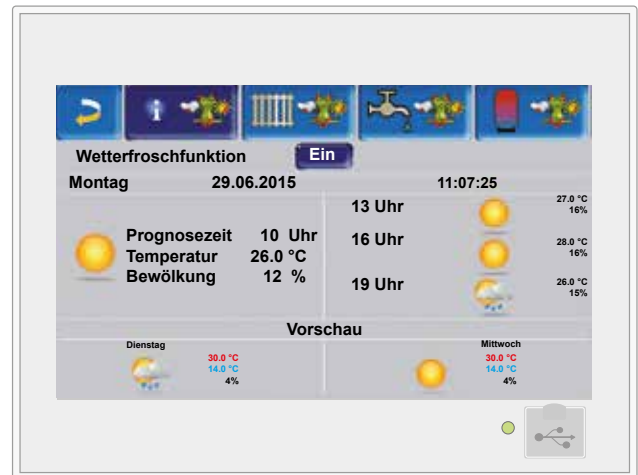 i
Wetterfroschfunktion Ein
Montag 29.06.2015 11:07:25
Prognosezeit 10 Uhr
Temperatur 26.0 °C
Bewölkung 12 %
13 Uhr 27.0 °C
16%
16 Uhr 28.0 °C
16%
19 Uhr 26.0 °C
15%
Vorschau
Dienstag
30.0 °C
14.0 °C
4%
Mittwoch
30.0 °C
14.0 °C
4%